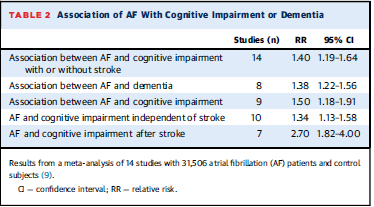 TABLE 2 Association of AF With Cognitive Impairment or Dementia
Studies (n) RR 95% CI
Association between AF and cognitive impairment 14 1.40 1.19–1.64
with or without stroke
Association between AF and dementia 8 1.38 1.22–1.56
Association between AF and cognitive impairment 9 1.50 1.18–1.91
AF and cognitive impairment independent of stroke 10 1.34 1.13–1.58
AF and cognitive impairment after stroke 7 2.70 1.82–4.00
Results from a meta-analysis of 14 studies with 31,506 atrial fibrillation (AF) patients and control
subjects (9).
CI = confidence interval; RR = relative risk.